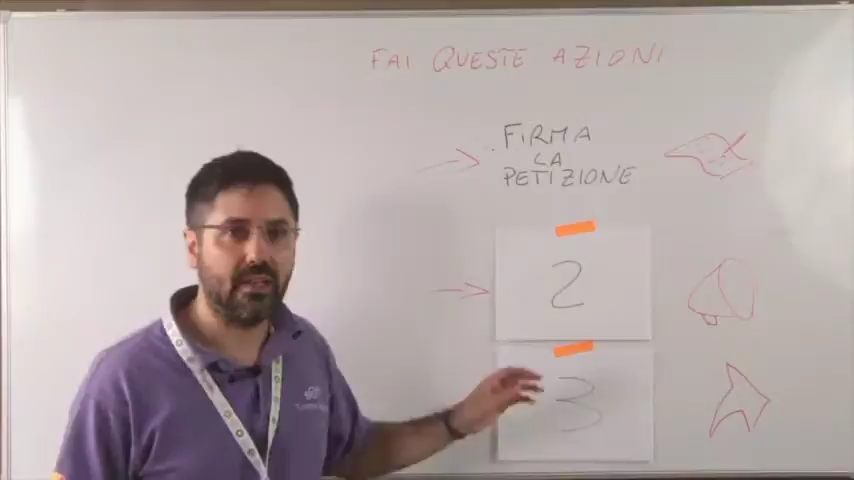 FAI QUESTE AZIONI
FIRMA
LA
PETIZIONE
2
3